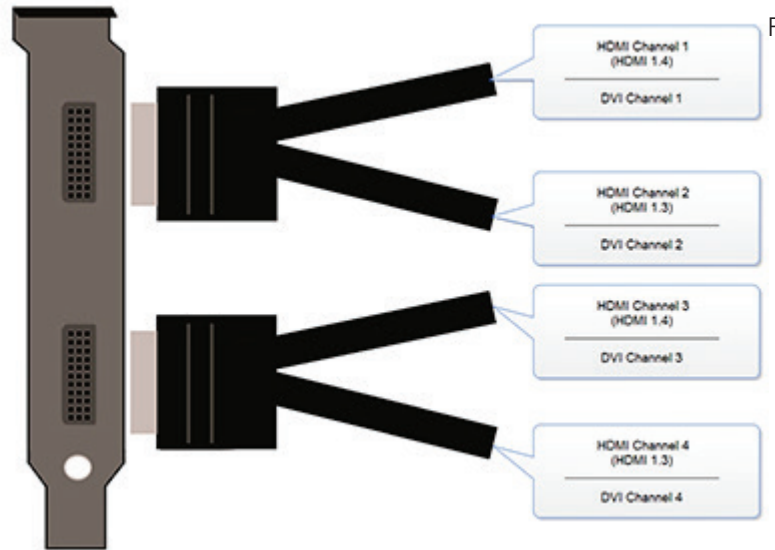 F
HDMI Channel 1
(HDMI 1.4)
DVI Channel 1
HDMI Channel 2
(HDMI 1.3)
DVI Channel 2
HDMI Channel 3
(HDMI 1.4)
DVI Channel 3
HDMI Channel 4
(HDMI 1.3)
DVI Channel 4